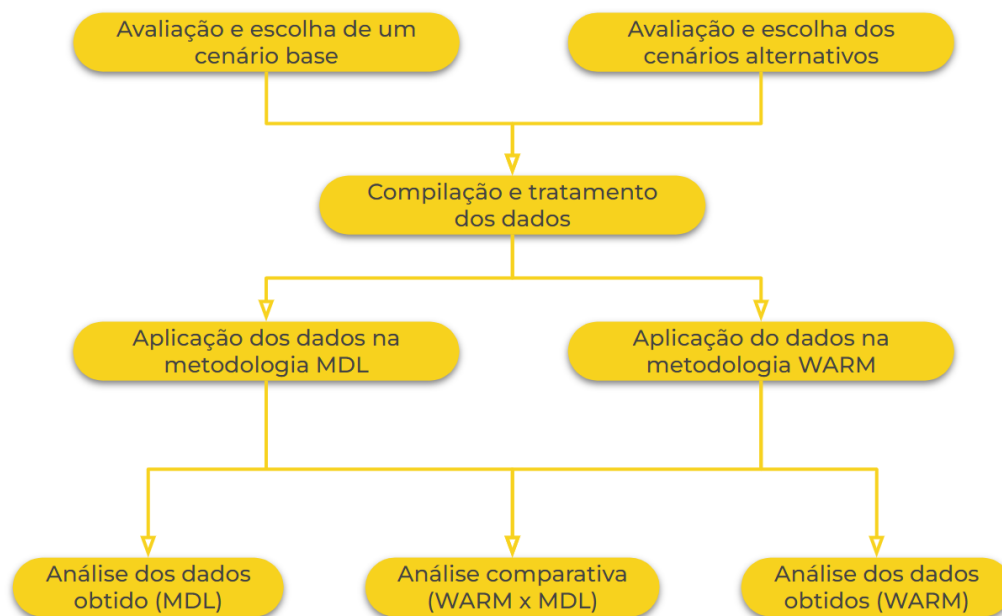 Avaliação e escolha de um
cenário base
Avaliação e escolha dos
cenários alternativos
Compilação e tratamento
dos dados
Aplicação dos dados na
metodologia MDL
Aplicação do dados na
metodologia WARM
Análise dos dados
obtido (MDL)
Análise comparativa
(WARM x MDL)
Análise dos dados
obtidos (WARM)